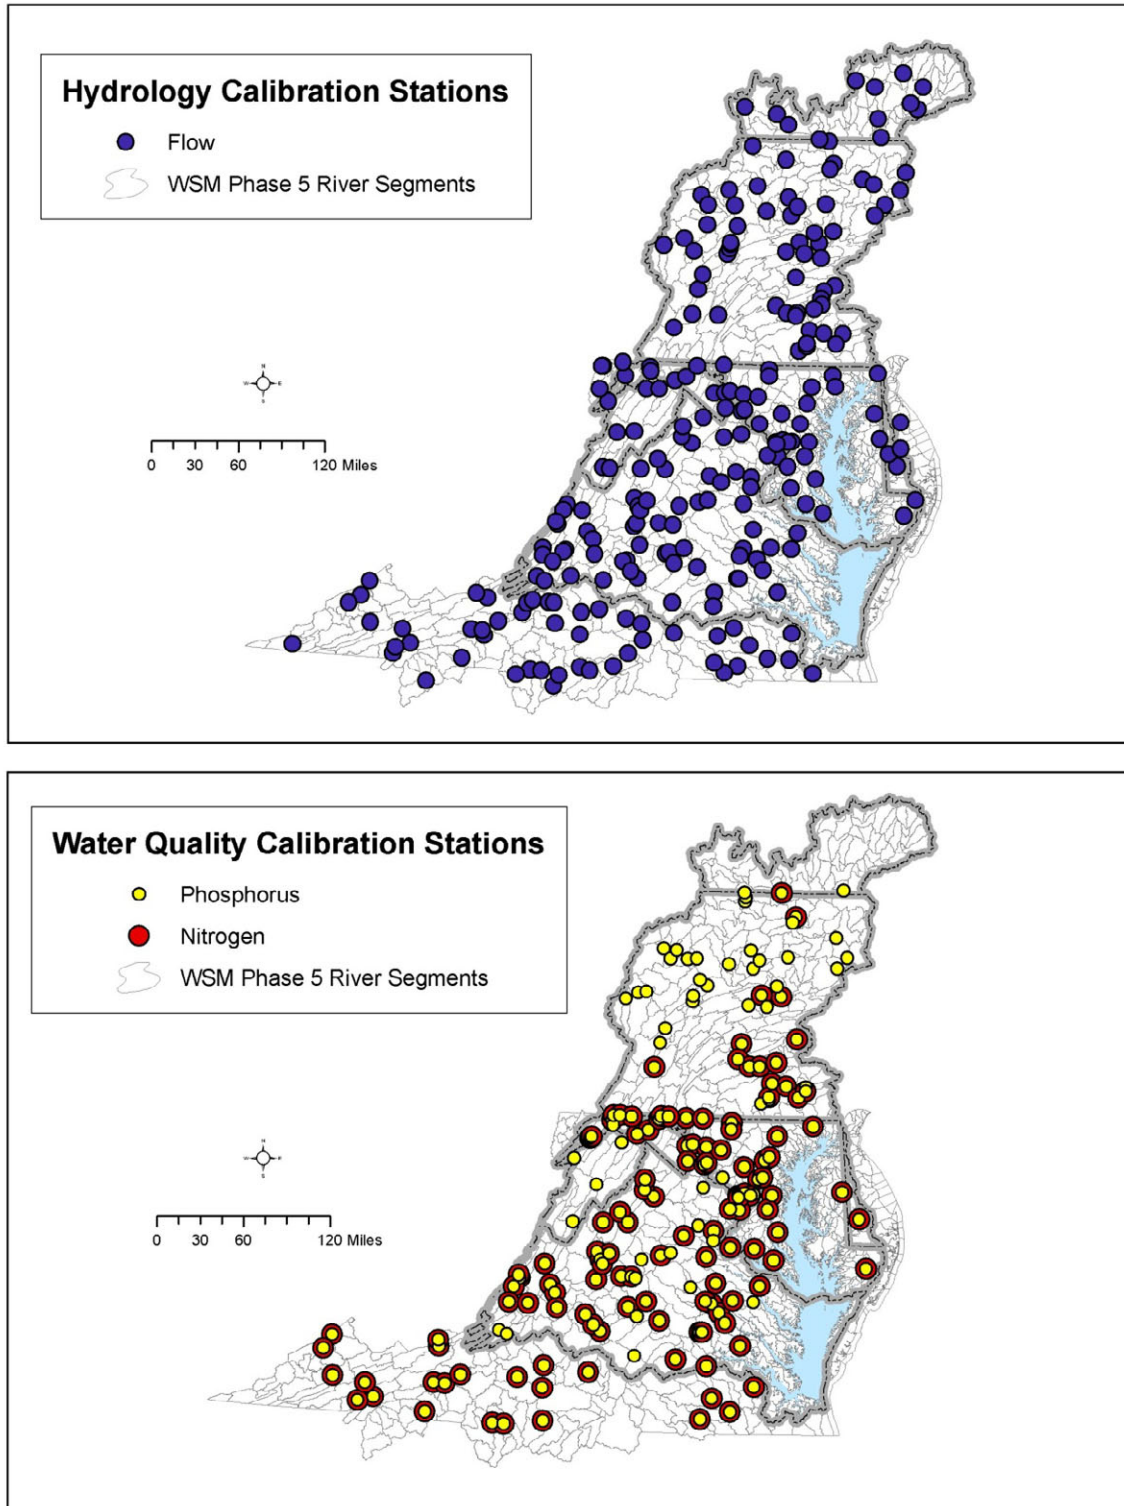 Hydrology Calibration Stations
Flow
WSM Phase 5 River Segments
N
W E
S
0 30 60 120 Miles
Water Quality Calibration Stations
Phosphorus
Nitrogen
WSM Phase 5 River Segments
N
W E
S
0 30 60 120 Miles